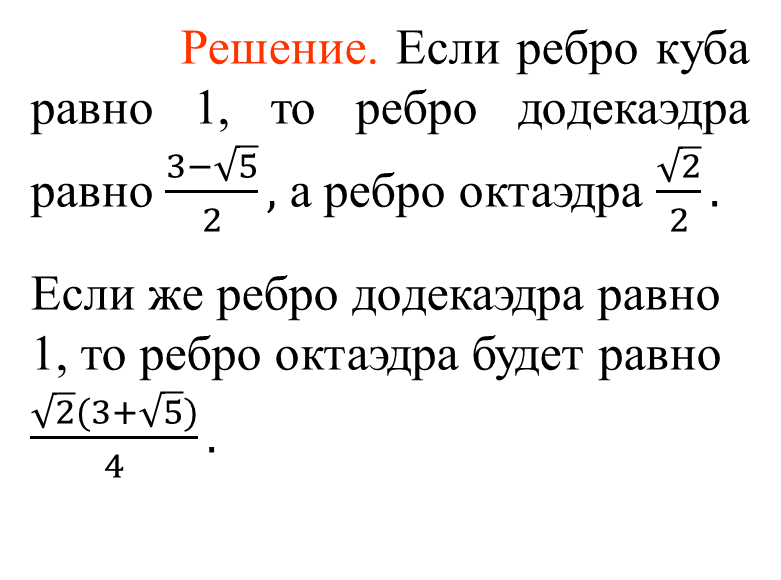 Решение. Если ребро куба
равно 1, то ребро додекаэдра
равно \frac{3-\sqrt{5}}{2}, а ребро октаэдра \frac{\sqrt{2}}{2}.
Если же ребро додекаэдра равно
1, то ребро октаэдра будет равно
\frac{\sqrt{2}(3+\sqrt{5})}{4}.